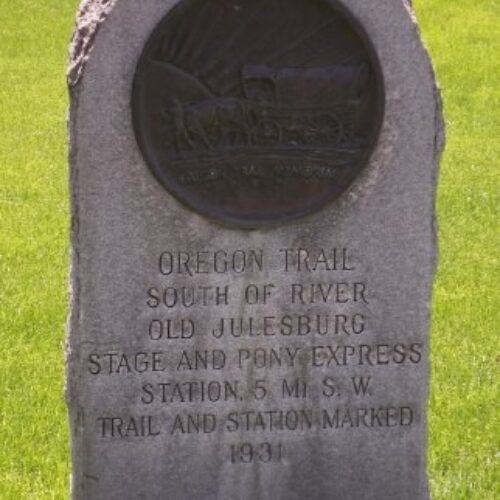 OREGON TRAIL
SOUTH OF RIVER
OLD JULESBURG
STAGE AND PONY EXPRESS
STATION, 5 MI. S. W.
TRAIL AND STATION MARKED
1931